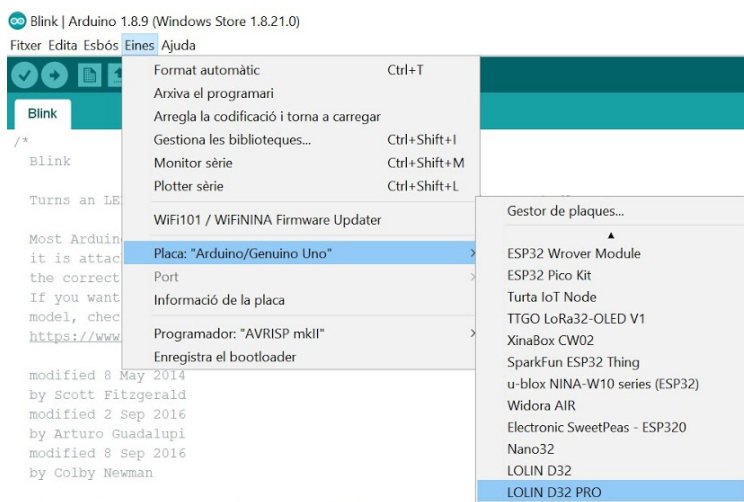 Blink | Arduino 1.8.9 (Windows Store 1.8.21.0)
Fitxer Edita Esbós Eines Ajuda
Blink
/*
Blink
Turns an LE
Most Arduin
it is attac
the correct
If you want
model, chec
https://www
modified 8 May 2014
by Scott Fitzgerald
modified 2 Sep 2016
by Arturo Guadalupi
modified 8 Sep 2016
by Colby Newman
Format automàtic Ctrl+T
Arxiva el programari
Arregla la codificació i torna a carregar
Gestiona les biblioteques... Ctrl+Shift+I
Monitor sèrie Ctrl+Shift+M
Plotter sèrie Ctrl+Shift+L
WiFi101 / WiFiNINA Firmware Updater
Placa: "Arduino/Genuino Uno"
Port
Informació de la placa
Programador: "AVRISP mkII"
Enregistra el bootloader
Gestor de plaques...
ESP32 Wrover Module
ESP32 Pico Kit
Turta IoT Node
TTGO LoRa32-OLED V1
XinaBox CW02
SparkFun ESP32 Thing
u-blox NINA-W10 series (ESP32)
Widora AIR
Electronic SweetPeas - ESP320
Nano32
LOLIN D32
LOLIN D32 PRO